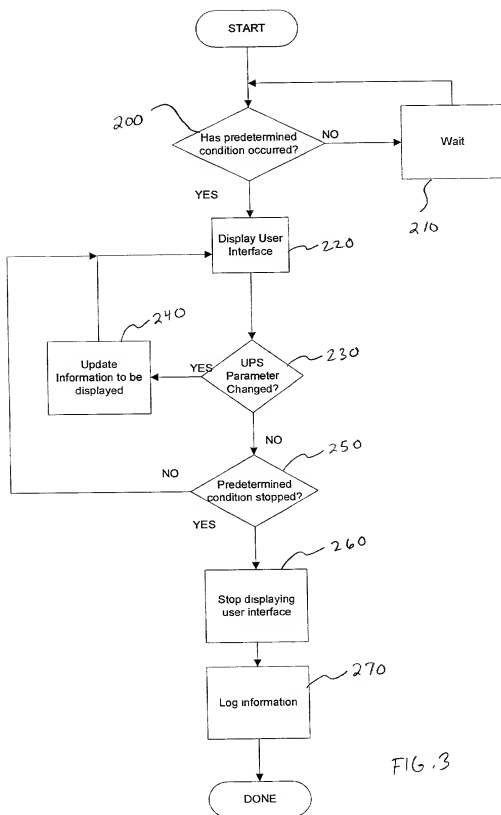 START
200
Has predetermined
condition occurred?
NO
Wait
210
YES
Display User
Interface
220
240
Update
Information to be
displayed
YES
UPS
Parameter
Changed?
230
NO
250
NO
Predetermined
condition stopped?
YES
260
Stop displaying
user interface
270
Log information
FIG. 3
DONE